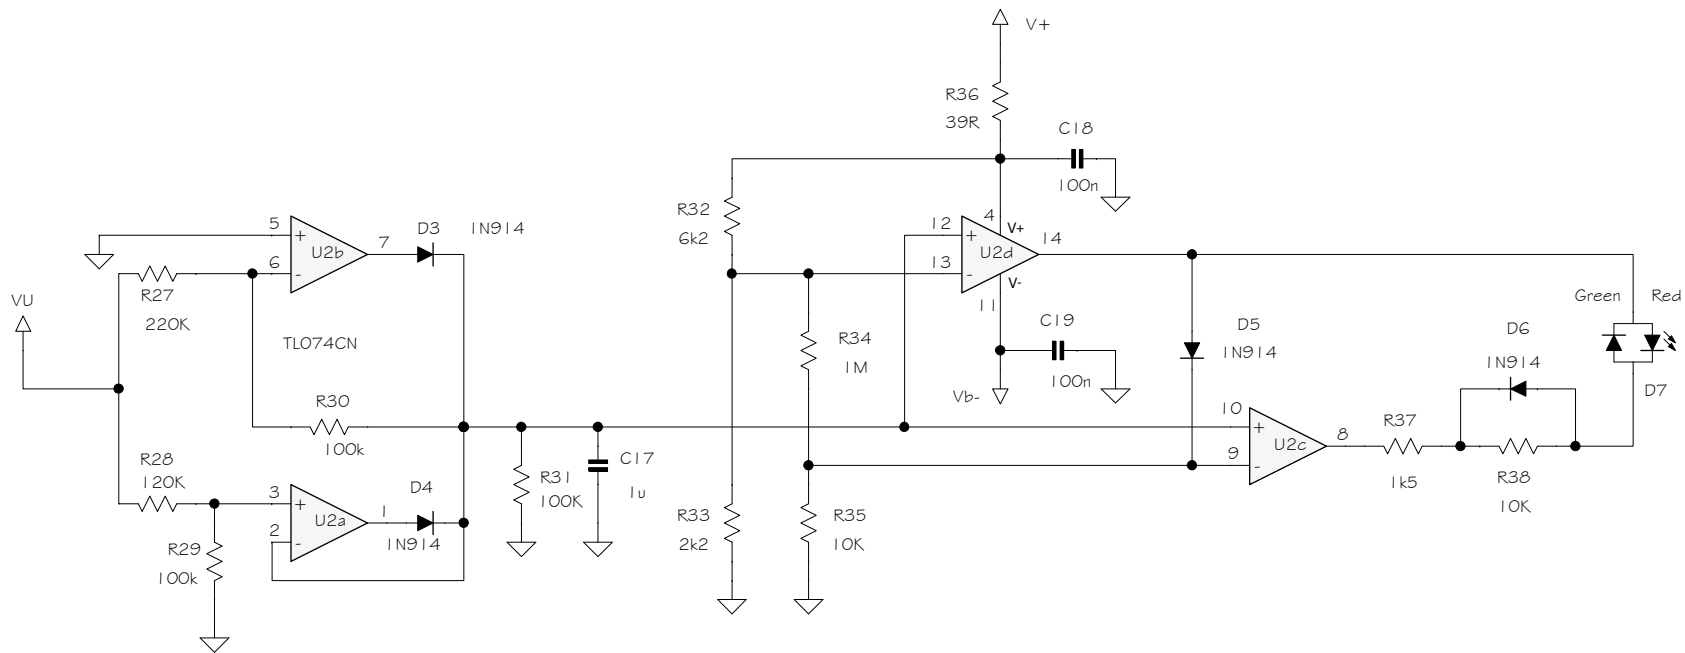 V+
R36
39R
C18
100n
R32
6k2
4
V+
12
+
U2d
14
13
-
V-
11
5
+
U2b
7
D3
1N914
6
-
R27
220K
VU
TL074CN
C19
100n
Vb-
R34
1M
D5
1N914
Green
Red
D6
1N914
D7
R30
100k
10
+
U2c
8
9
-
R37
1k5
R38
10K
R28
120K
3
+
U2a
1
2
-
D4
1N914
R31
100K
C17
1u
R29
100k
R33
2k2
R35
10K